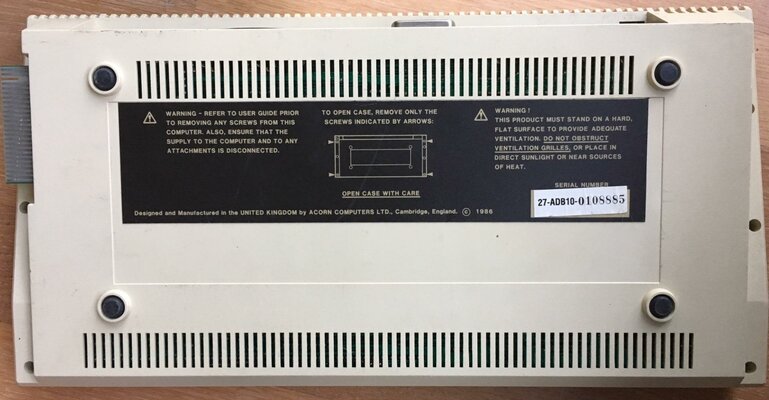 WARNING - REFER TO USER GUIDE PRIOR
TO REMOVING ANY SCREWS FROM THIS
COMPUTER. ALSO, ENSURE THAT THE
SUPPLY TO THE COMPUTER AND TO ANY
ATTACHMENTS IS DISCONNECTED.
TO OPEN CASE, REMOVE ONLY THE
SCREWS INDICATED BY ARROWS:
OPEN CASE WITH CARE
WARNING !
THIS PRODUCT MUST STAND ON A HARD,
FLAT SURFACE TO PROVIDE ADEQUATE
VENTILATION. DO NOT OBSTRUCT
VENTILATION GRILLES, OR PLACE IN
DIRECT SUNLIGHT OR NEAR SOURCES
OF HEAT.
SERIAL NUMBER
27-ADB10-0108885
Designed and Manufactured in the UNITED KINGDOM by ACORN COMPUTERS LTD., Cambridge, England. © 1986